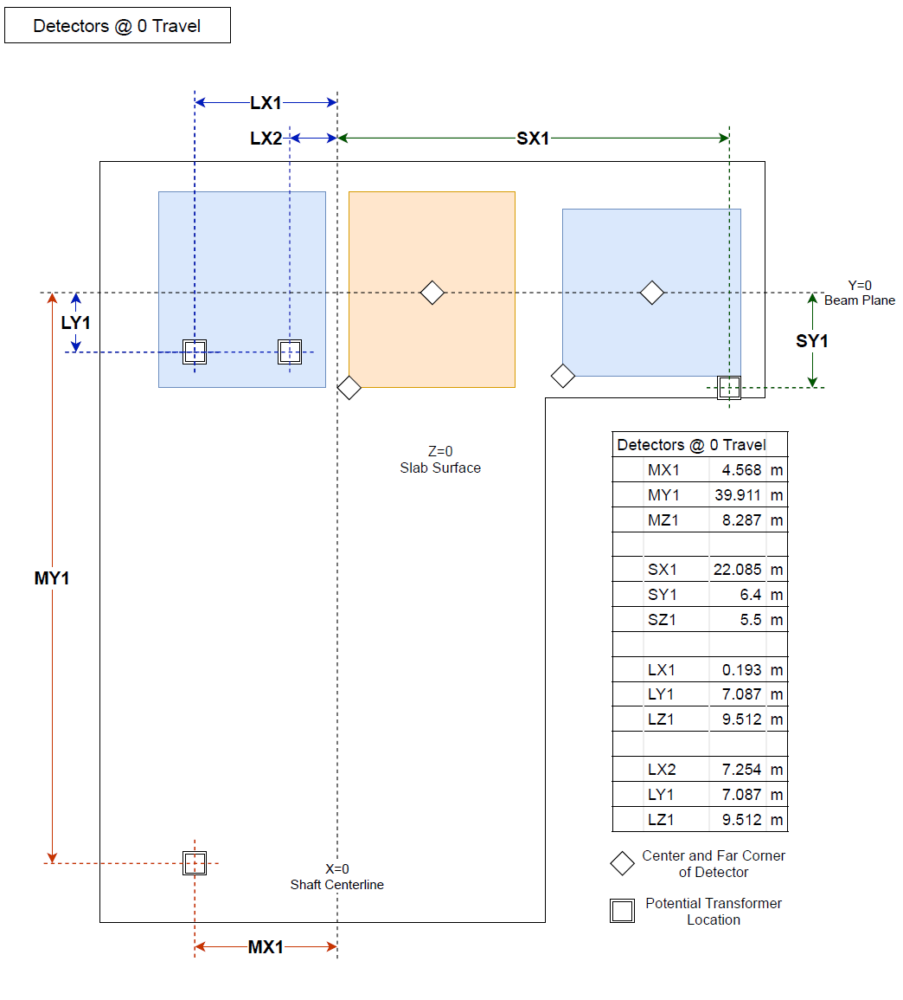 Detectors @ 0 Travel
LX1
LX2
SX1
Y=0
Beam Plane
LY1
SY1
Z=0
Slab Surface
MY1
Detectors @ 0 Travel
MX1 4.568 m
MY1 39.911 m
MZ1 8.287 m
SX1 22.085 m
SY1 6.4 m
SZ1 5.5 m
LX1 0.193 m
LY1 7.087 m
LZ1 9.512 m
LX2 7.254 m
LY1 7.087 m
LZ1 9.512 m
Center and Far Corner
of Detector
X=0
Shaft Centerline
Potential Transformer
Location
MX1